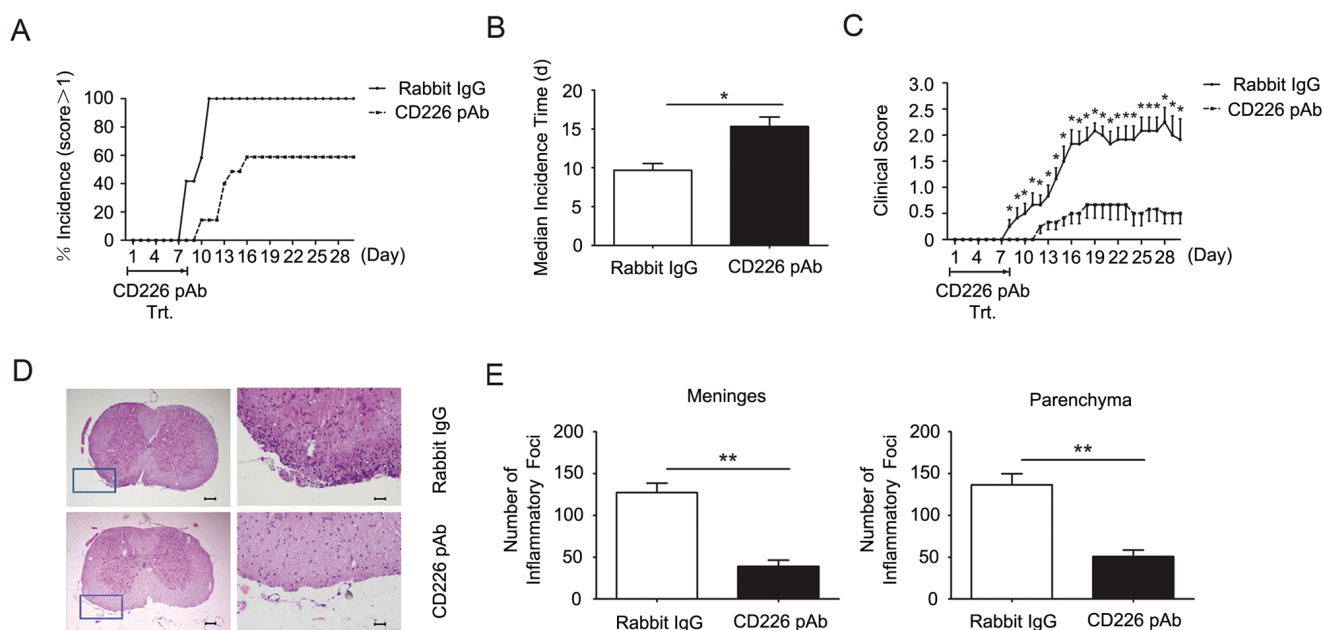 A
% Incidence (score＞1)
100
80
60
40
20
0
1 4 7 10 13 16 19 22 25 28 (Day)
CD226 pAb
Trt.
Rabbit IgG
CD226 pAb
B
Median Incidence Time (d)
20
15
10
5
0
*
Rabbit IgG CD226 pAb
C
Clinical Score
3.0
2.5
2.0
1.5
1.0
0.5
0
* * * * * * * * * * * * * * * * * * * * * * *
1 4 7 10 13 16 19 22 25 28 (Day)
CD226 pAb
Trt.
Rabbit IgG
CD226 pAb
D
Rabbit IgG
CD226 pAb
E
Meninges
Number of
Inflammatory Foci
200
150
100
50
0
**
Rabbit IgG CD226 pAb
Parenchyma
Number of
Inflammatory Foci
200
150
100
50
0
**
Rabbit IgG CD226 pAb